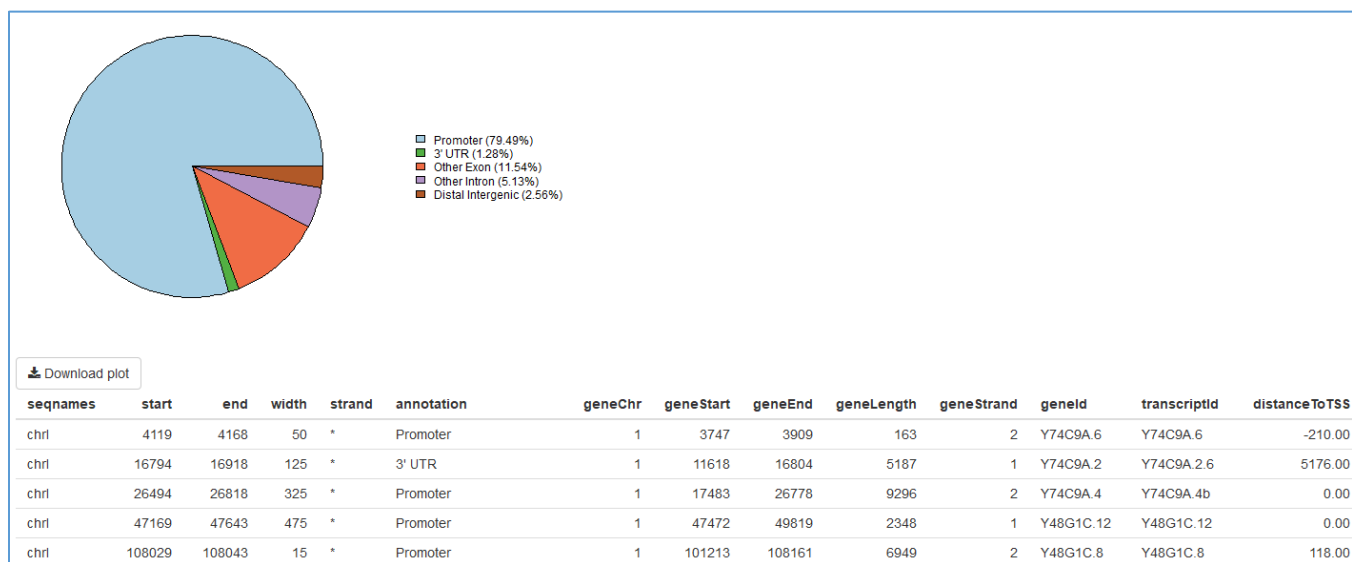 Promoter (79.49%)
3' UTR (1.28%)
Other Exon (11.54%)
Other Intron (5.13%)
Distal Intergenic (2.56%)
Download plot
seqnames start end width strand annotation geneChr geneStart geneEnd geneLength geneStrand geneId transcriptId distanceToTSS
chrI 4119 4168 50 * Promoter 1 3747 3909 163 2 Y74C9A.6 Y74C9A.6 -210.00
chrI 16794 16918 125 * 3' UTR 1 11618 16804 5187 1 Y74C9A.2 Y74C9A.2.6 5176.00
chrI 26494 26818 325 * Promoter 1 17483 26778 9296 2 Y74C9A.4 Y74C9A.4b 0.00
chrI 47169 47643 475 * Promoter 1 47472 49819 2348 1 Y48G1C.12 Y48G1C.12 0.00
chrI 108029 108043 15 * Promoter 1 101213 108161 6949 2 Y48G1C.8 Y48G1C.8 118.00